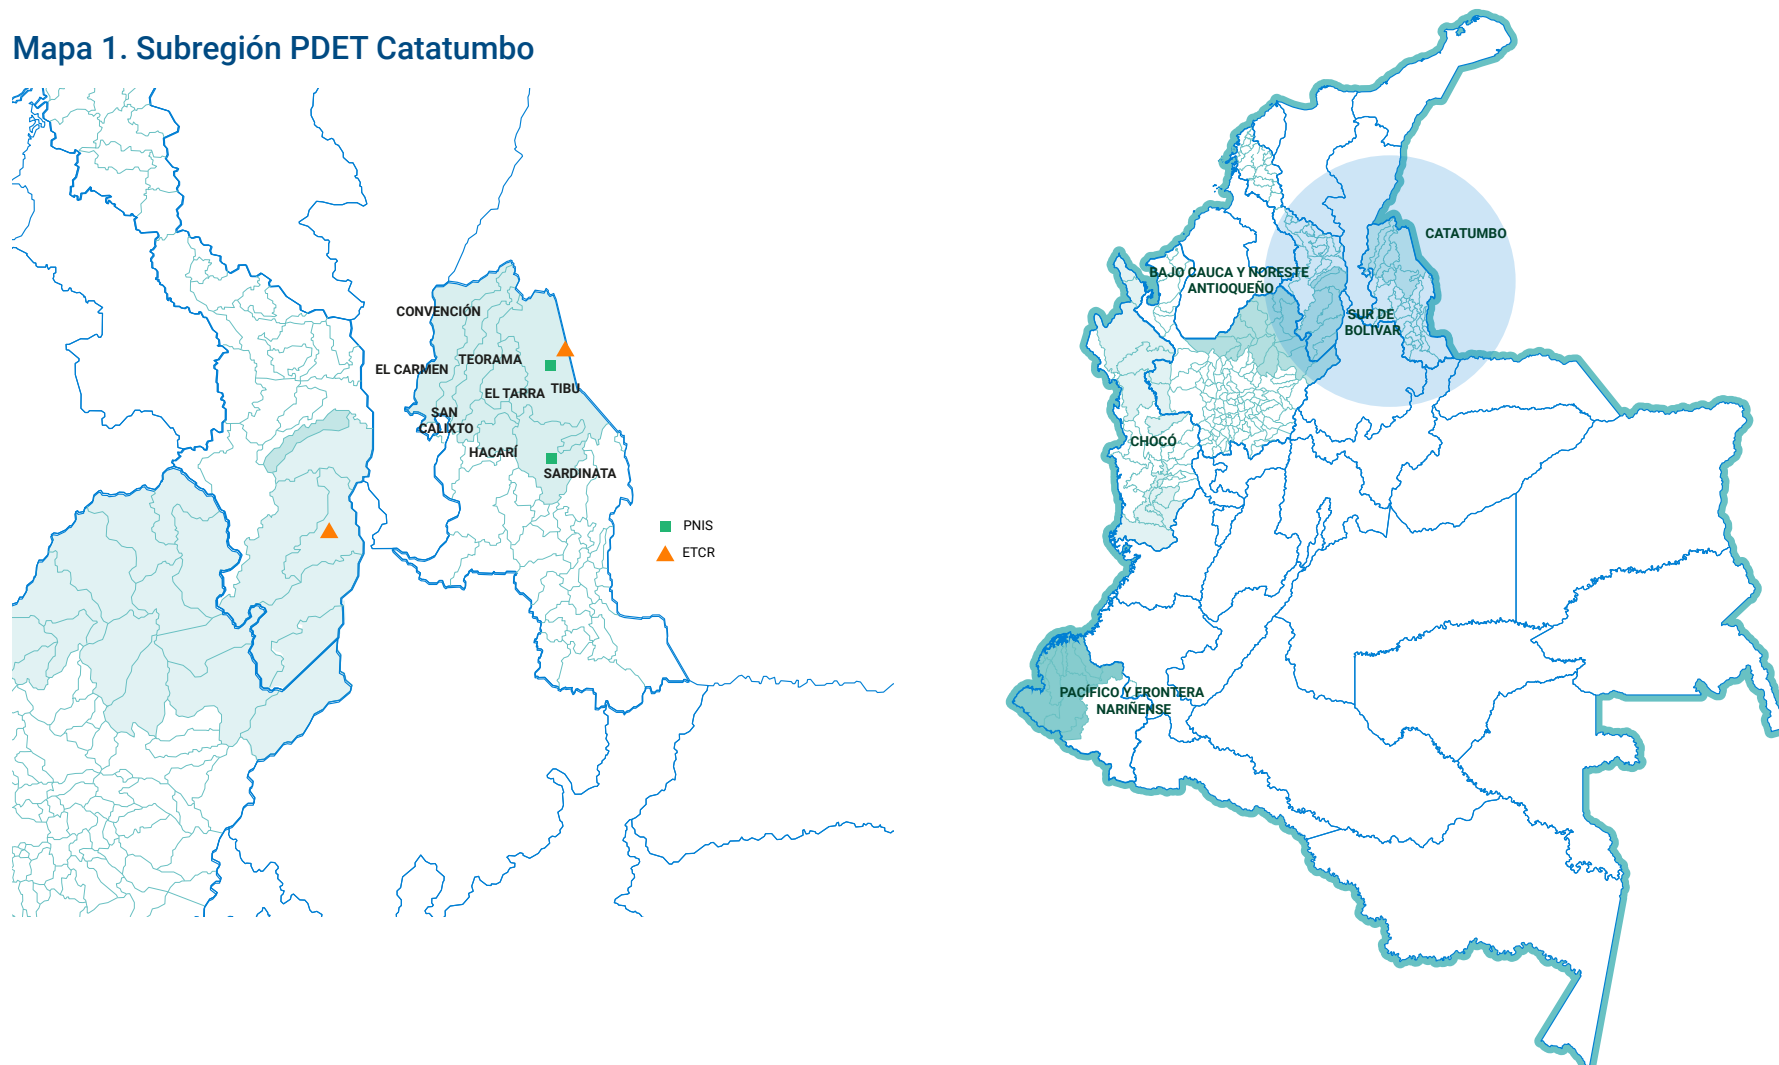 Mapa 1. Subregión PDET Catatumbo
CONVENCIÓN
TEORAMA
EL CARMEN
EL TARRA
TIBU
SAN
CALIXTO
HACARÍ
SARDINATA
PNIS
ETCR
CATATUMBO
BAJO CAUCA Y NORESTE
ANTIOQUEÑO
SUR DE
BOLIVAR
CHOCÓ
PACÍFICO Y FRONTERA
NARIÑENSE